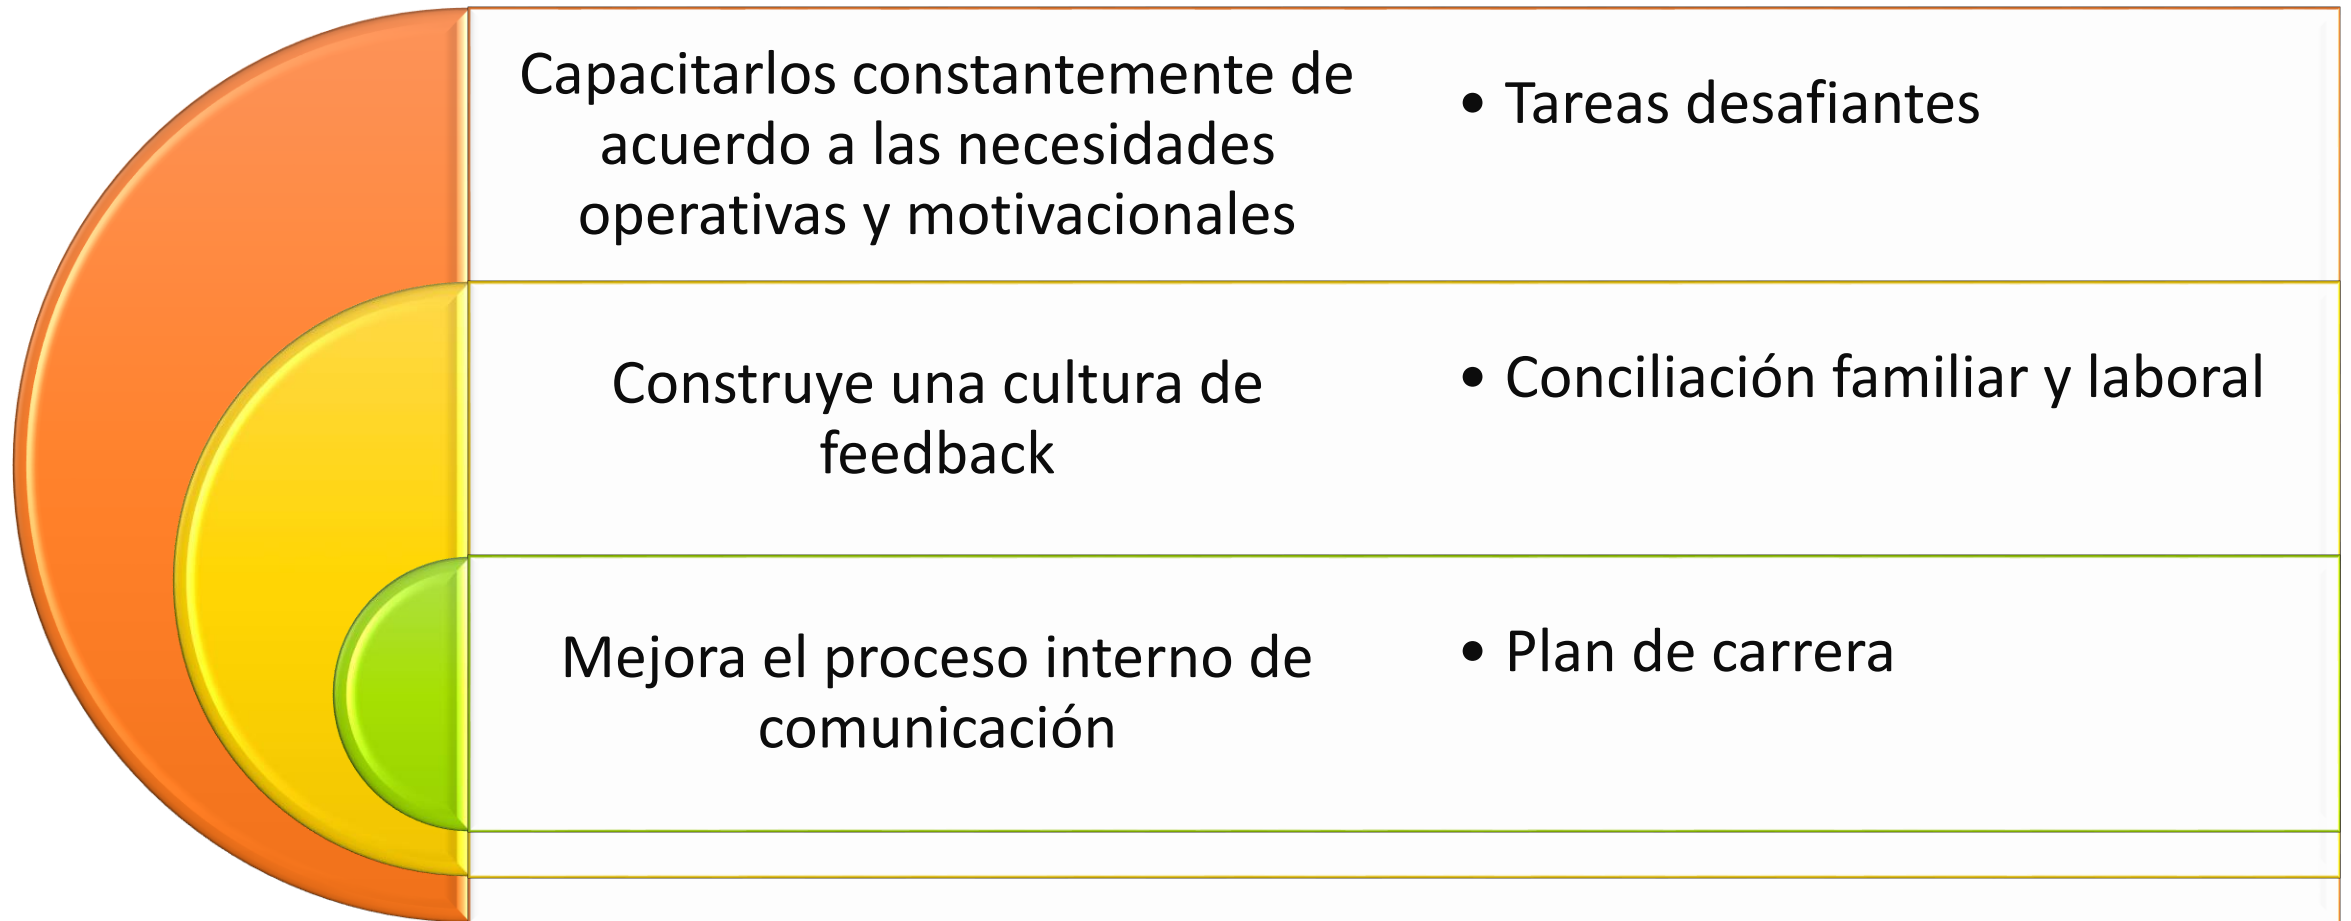 Capacitarlos constantemente de
acuerdo a las necesidades
operativas y motivacionales
• Tareas desafiantes
Construye una cultura de
feedback
• Conciliación familiar y laboral
Mejora el proceso interno de
comunicación
• Plan de carrera